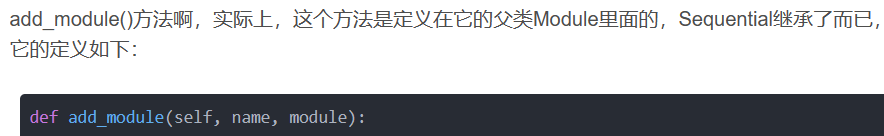 add_module()方法啊，实际上，这个方法是定义在它的父类Module里面的，Sequential继承了而已，
它的定义如下：
def add_module(self, name, module):